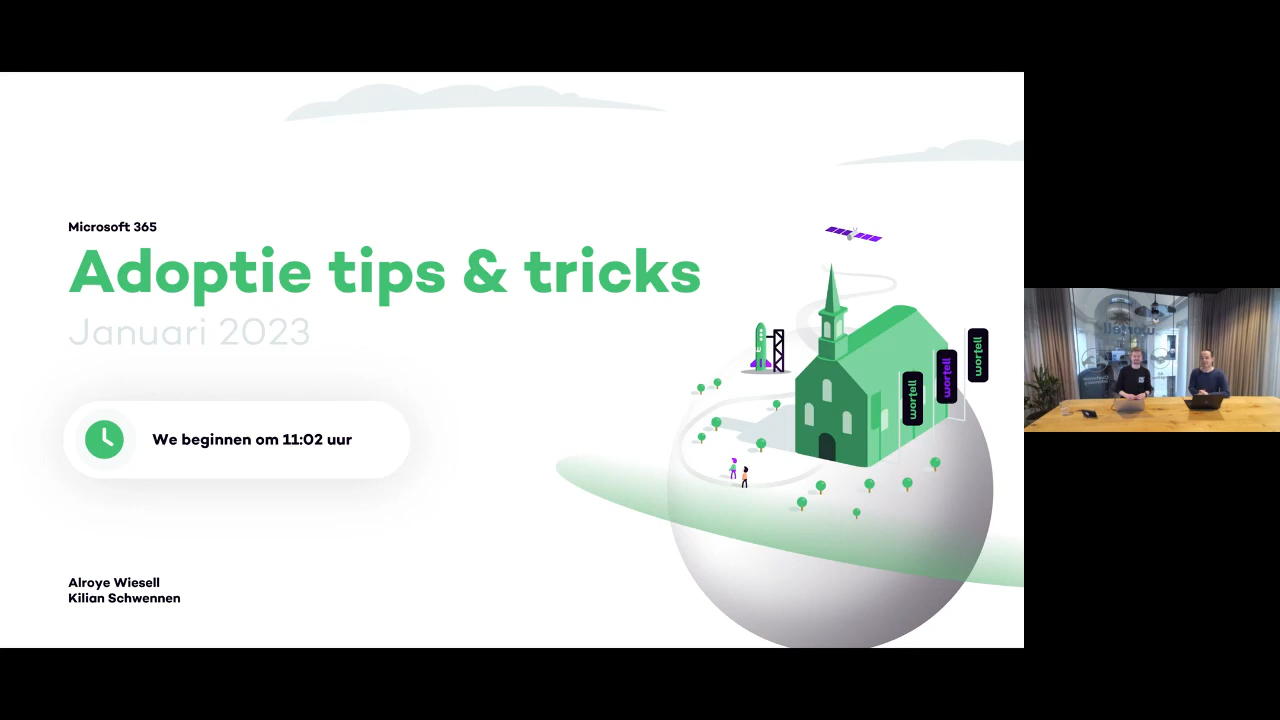 Microsoft 365
Adoptie tips & tricks
Januari 2023
We beginnen om 11:02 uur
Alroye Wiesell
Kilian Schwennen
wortell
wortell
wortell
wortell